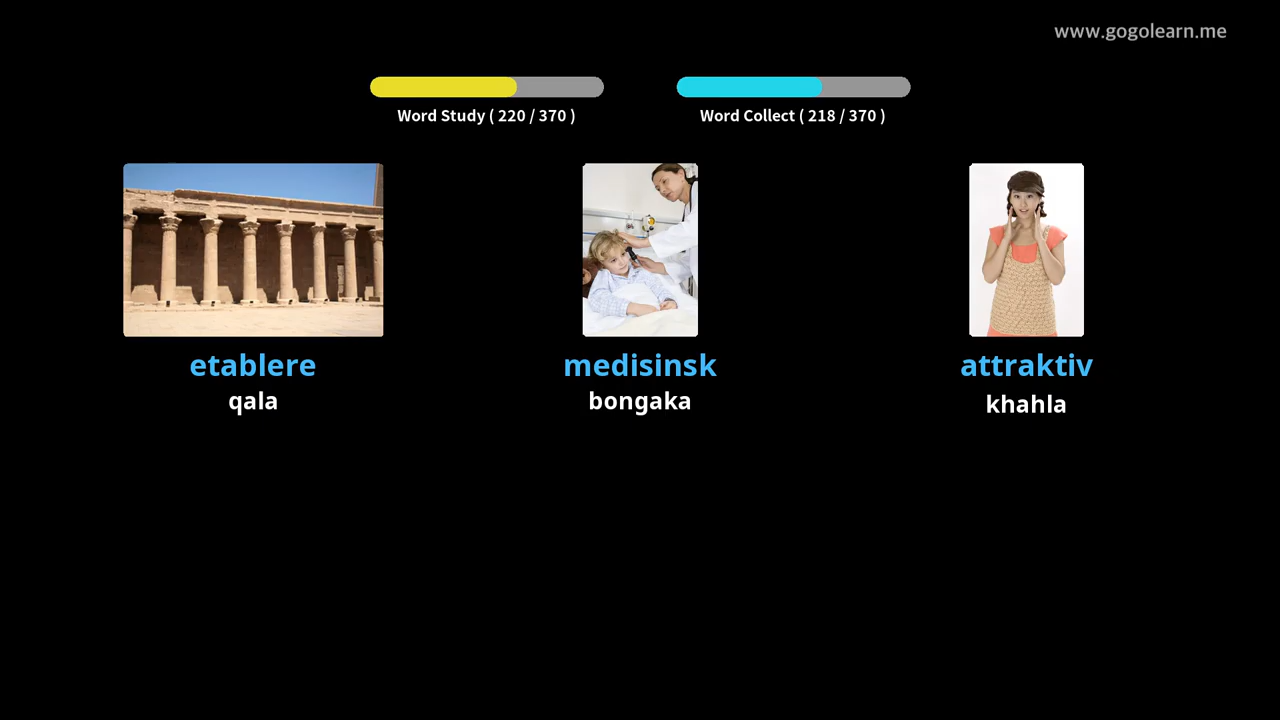 www.gogolearn.me
Word Study ( 220 / 370 )
Word Collect ( 218 / 370 )
etablere
qala
medisinsk
bongaka
attraktiv
khahla